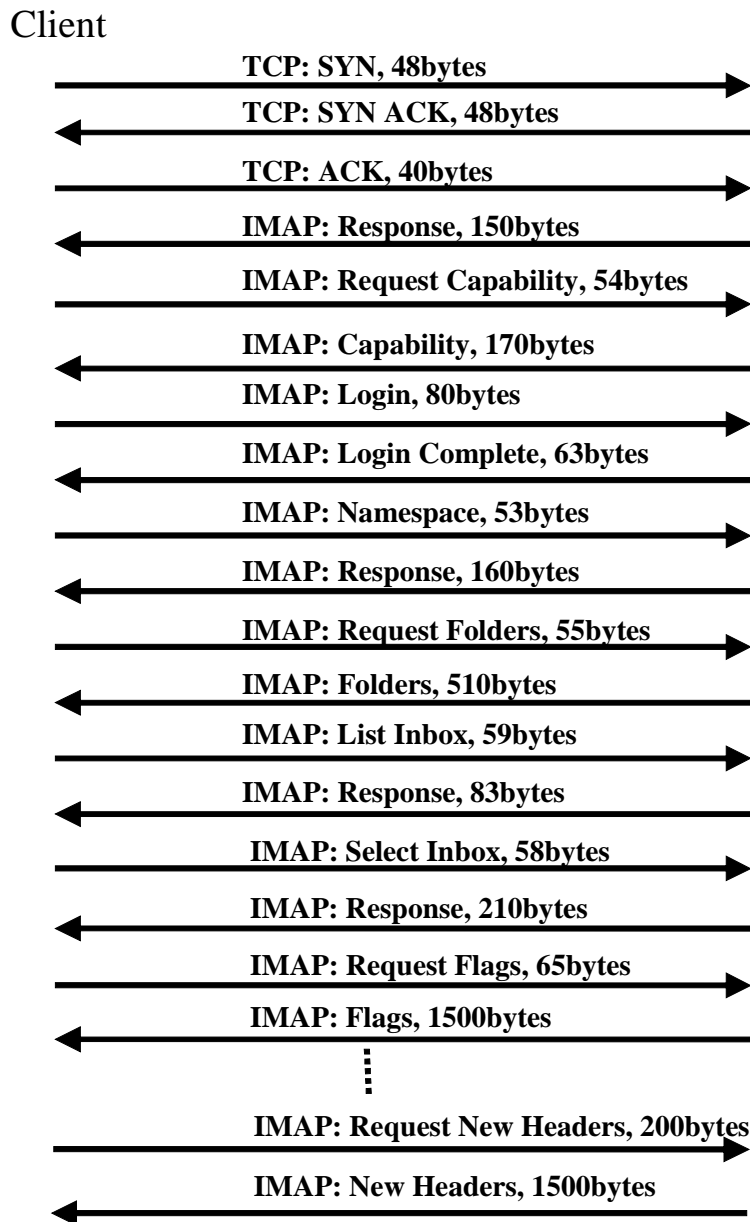 Client
TCP: SYN, 48bytes
TCP: SYN ACK, 48bytes
TCP: ACK, 40bytes
IMAP: Response, 150bytes
IMAP: Request Capability, 54bytes
IMAP: Capability, 170bytes
IMAP: Login, 80bytes
IMAP: Login Complete, 63bytes
IMAP: Namespace, 53bytes
IMAP: Response, 160bytes
IMAP: Request Folders, 55bytes
IMAP: Folders, 510bytes
IMAP: List Inbox, 59bytes
IMAP: Response, 83bytes
IMAP: Select Inbox, 58bytes
IMAP: Response, 210bytes
IMAP: Request Flags, 65bytes
IMAP: Flags, 1500bytes
IMAP: Request New Headers, 200bytes
IMAP: New Headers, 1500bytes